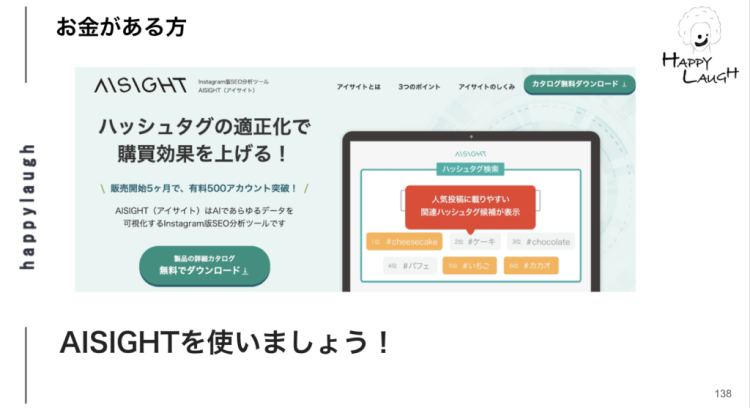 お金がある方
HAPPY
LAUGH
happylaugh
AISIGHT
Instagram版SEO分析ツール
AISIGHT（アイサイト）
アイサイトとは
3つのポイント
アイサイトのしくみ
カタログ無料ダウンロード
ハッシュタグの適正化で
購買効果を上げる！
\ 販売開始5ヶ月で、有料500アカウント突破！ /
AISIGHT（アイサイト）はAIであらゆるデータを
可視化するInstagram版SEO分析ツールです
製品の詳細カタログ
無料でダウンロード
AISIGHT
ハッシュタグ検索
人気投稿に載りやすい
関連ハッシュタグ候補が表示
1位 #cheesecake
2位 #ケーキ
3位 #chocolate
4位 #パフェ
5位 #いちご
6位 #カカオ
AISIGHTを使いましょう！
138